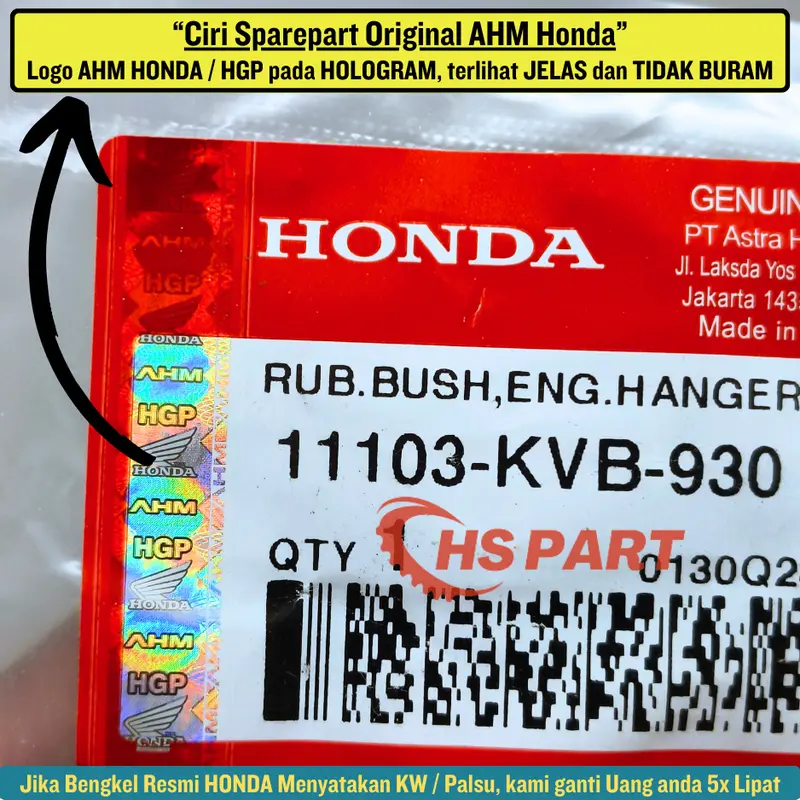 “Ciri Sparepart Original AHM Honda”
Logo AHM HONDA / HGP pada HOLOGRAM, terlihat JELAS dan TIDAK BURAM
HONDA
GENUIN
PT Astra H
Jl. Laksda Yos
Jakarta 143
Made in
AHM
HGP
HONDA
AHM
HGP
HONDA
AHM
HGP
HONDA
AHM
HGP
HONDA
RUB.BUSH,ENG.HANGER
11103-KVB-930
QTY 1
HS PART
0130Q2
Jika Bengkel Resmi HONDA Menyatakan KW / Palsu, kami ganti Uang anda 5x Lipat